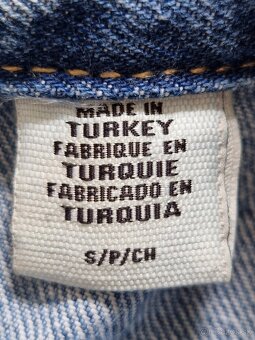 MADE IN
TURKEY
FABRIQUE EN
TURQUIE
FABRICADO EN
TURQUIA
S/P/CH